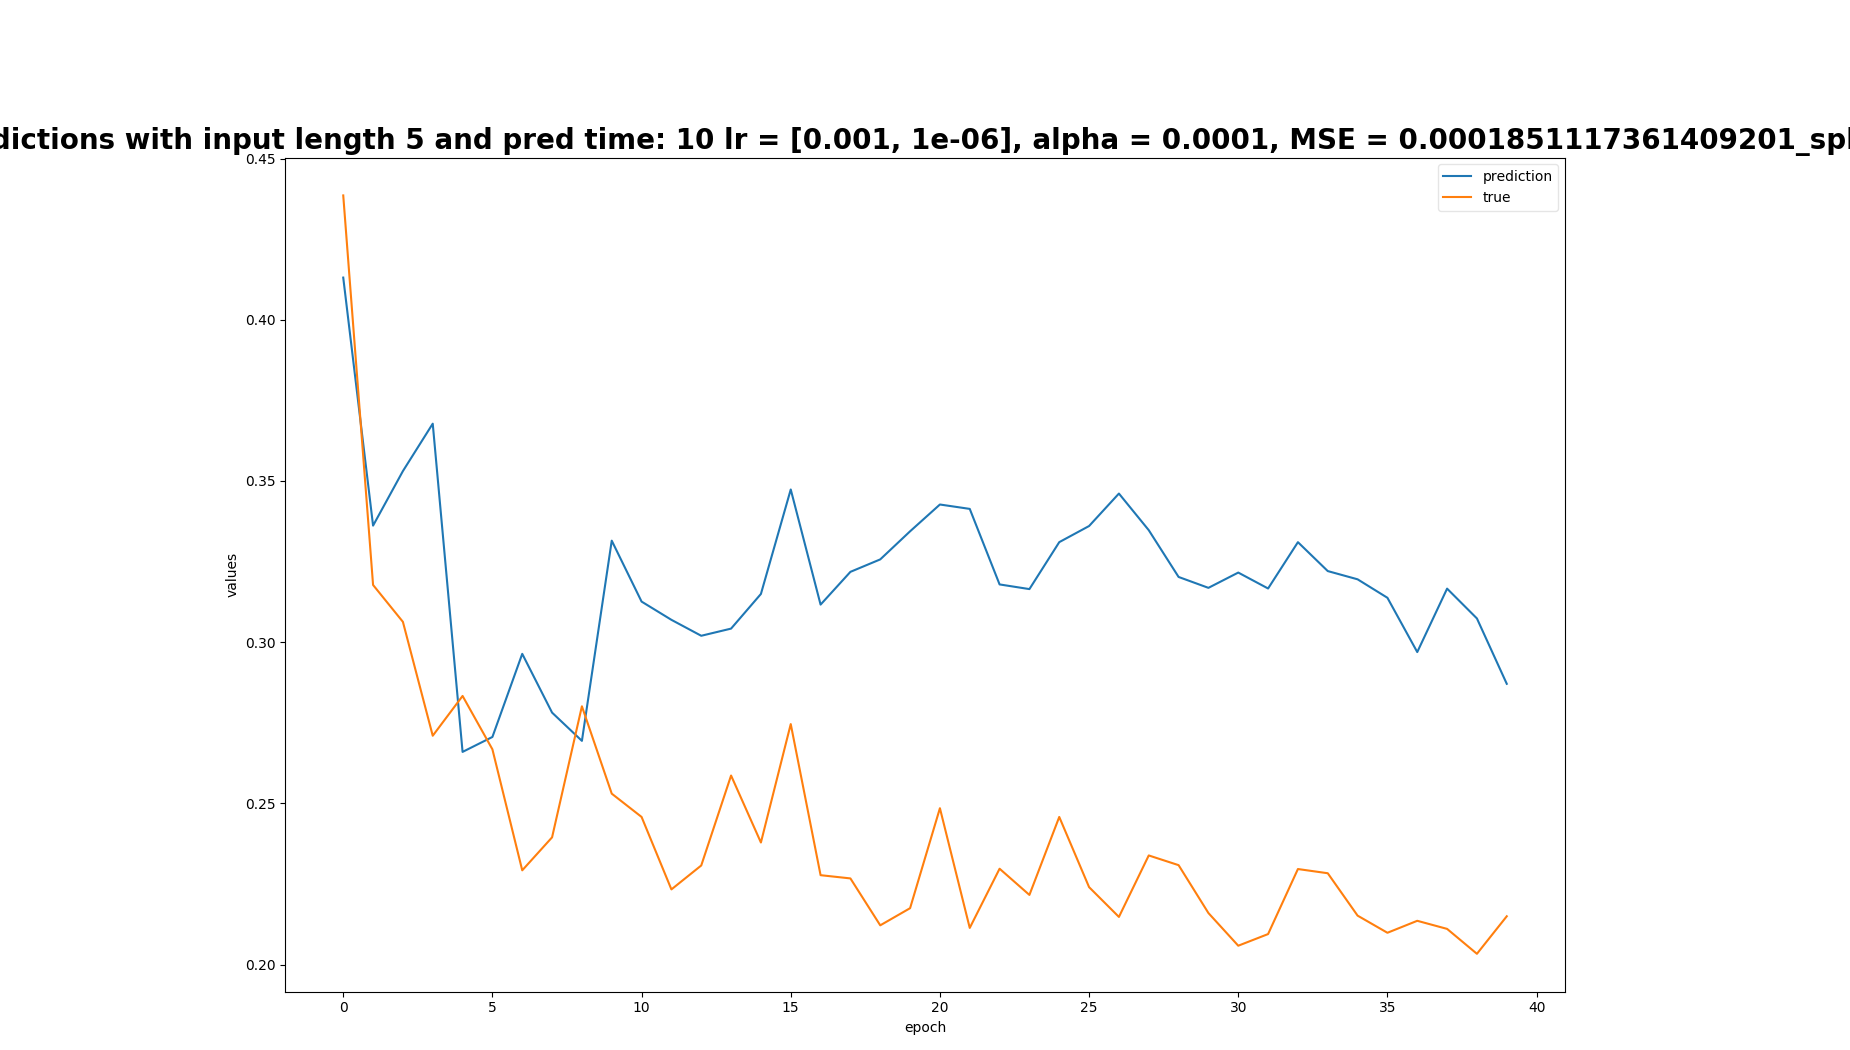 dictions with input length 5 and pred time: 10 lr = [0.001, 1e-06], alpha = 0.0001, MSE = 0.0001851117361409201_spl
prediction
true
0.45
0.40
0.35
0.30
0.25
0.20
values
0 5 10 15 20 25 30 35 40
epoch